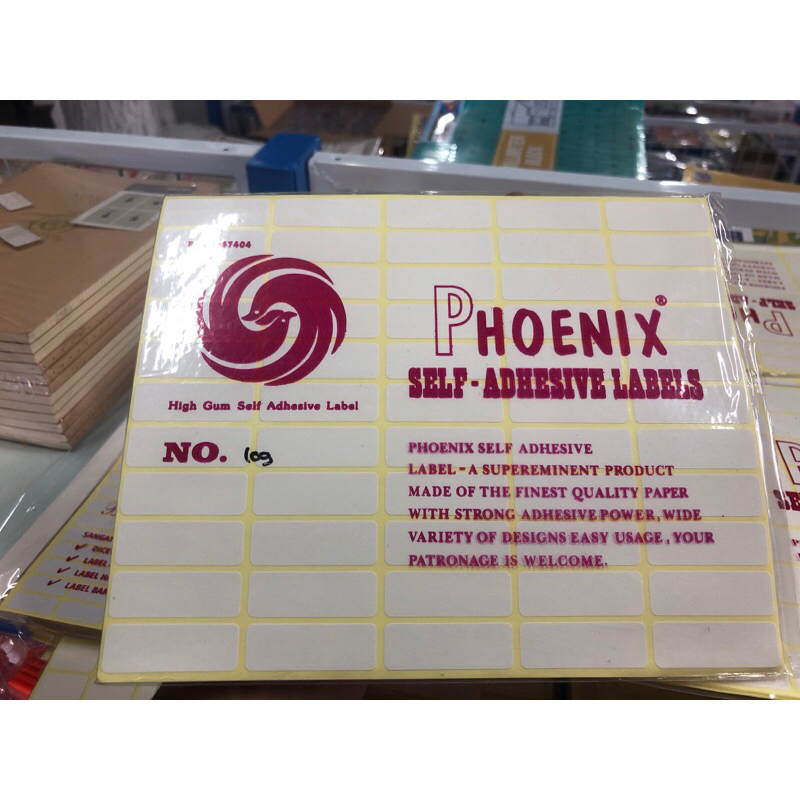 PHOENIX®
SELF-ADHESIVE LABELS
High Gum Self Adhesive Label
NO. 109
PHOENIX SELF ADHESIVE
LABEL-A SUPEREMINENT PRODUCT
MADE OF THE FINEST QUALITY PAPER
WITH STRONG ADHESIVE POWER, WIDE
VARIETY OF DESIGNS EASY USAGE, YOUR
PATRONAGE IS WELCOME.
LABEL